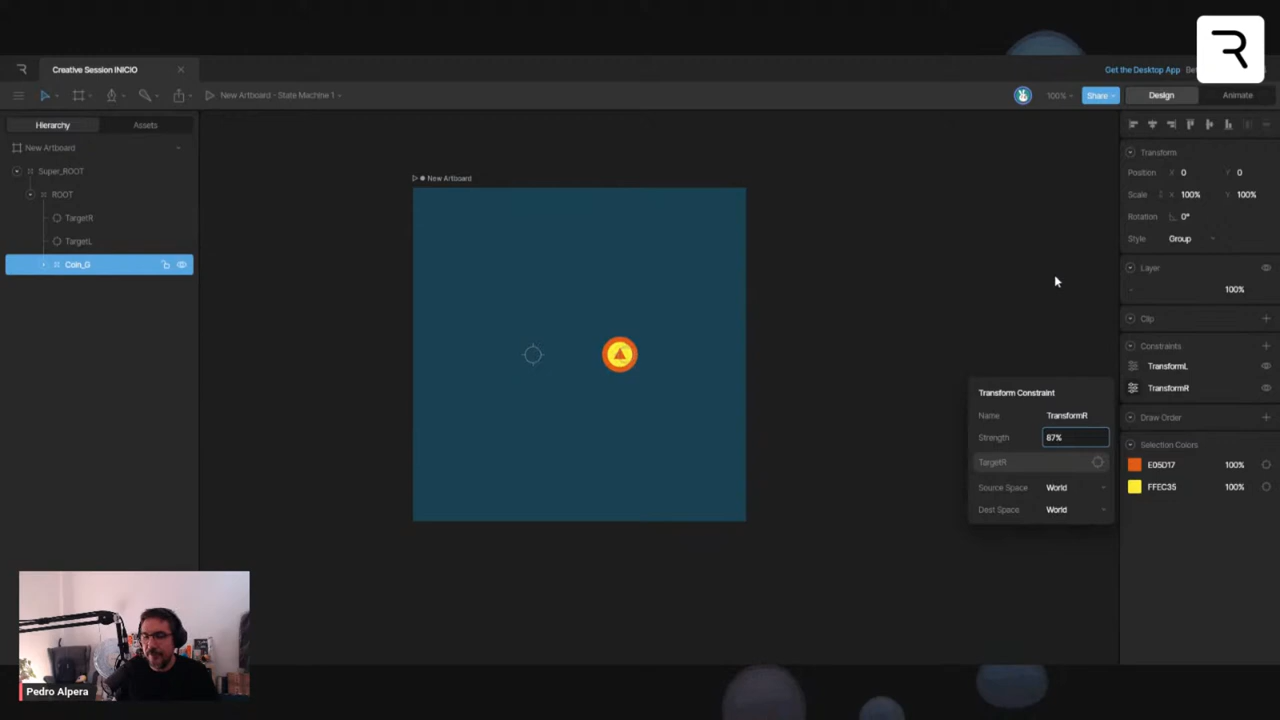 Creative Session INICIO
Get the Desktop App
New Artboard - State Machine 1
100%
Share
Design
Animate
Hierarchy
Assets
New Artboard
Super_ROOT
ROOT
TargetR
TargetL
Coin_G
New Artboard
Transform
Position X 0 Y 0
Scale X 100% Y 100%
Rotation 0°
Style Group
Layer
100%
Clip
Constraints
TransformL
TransformR
Draw Order
Selection Colors
E05D17 100%
FFEC35 100%
Transform Constraint
Name TransformR
Strength 87%
TargetR
Source Space World
Dest Space World
Pedro Alpera